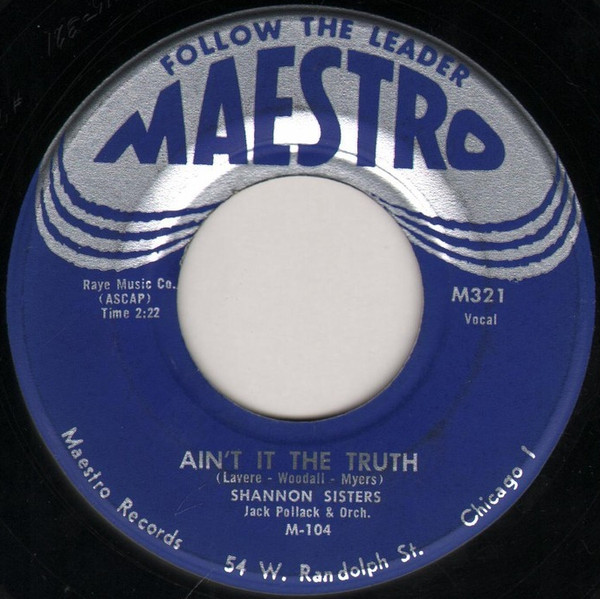 FOLLOW THE LEADER
MAESTRO
Raye Music Co.,
(ASCAP)
Time 2:22
M321
Vocal
AIN'T IT THE TRUTH
(Lavere - Woodall - Myers)
SHANNON SISTERS
Jack Pollack & Orch.
M-104
Maestro Records
54 W. Randolph St.
Chicago 1